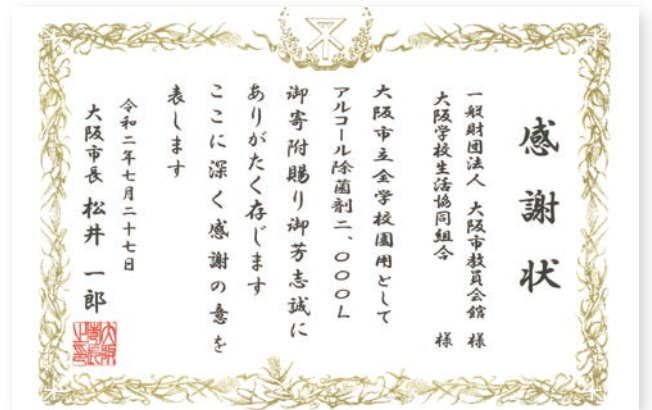 感謝状
一般財団法人 大阪市教員会館 様
大阪学校生活協同組合 様
大阪市立全学校園用として
アルコール除菌剤二、〇〇〇L
御寄附賜り御芳志誠に
ありがたく存じます
ここに深く感謝の意を
表します
令和二年七月二十七日
大阪市長 松井 一郎